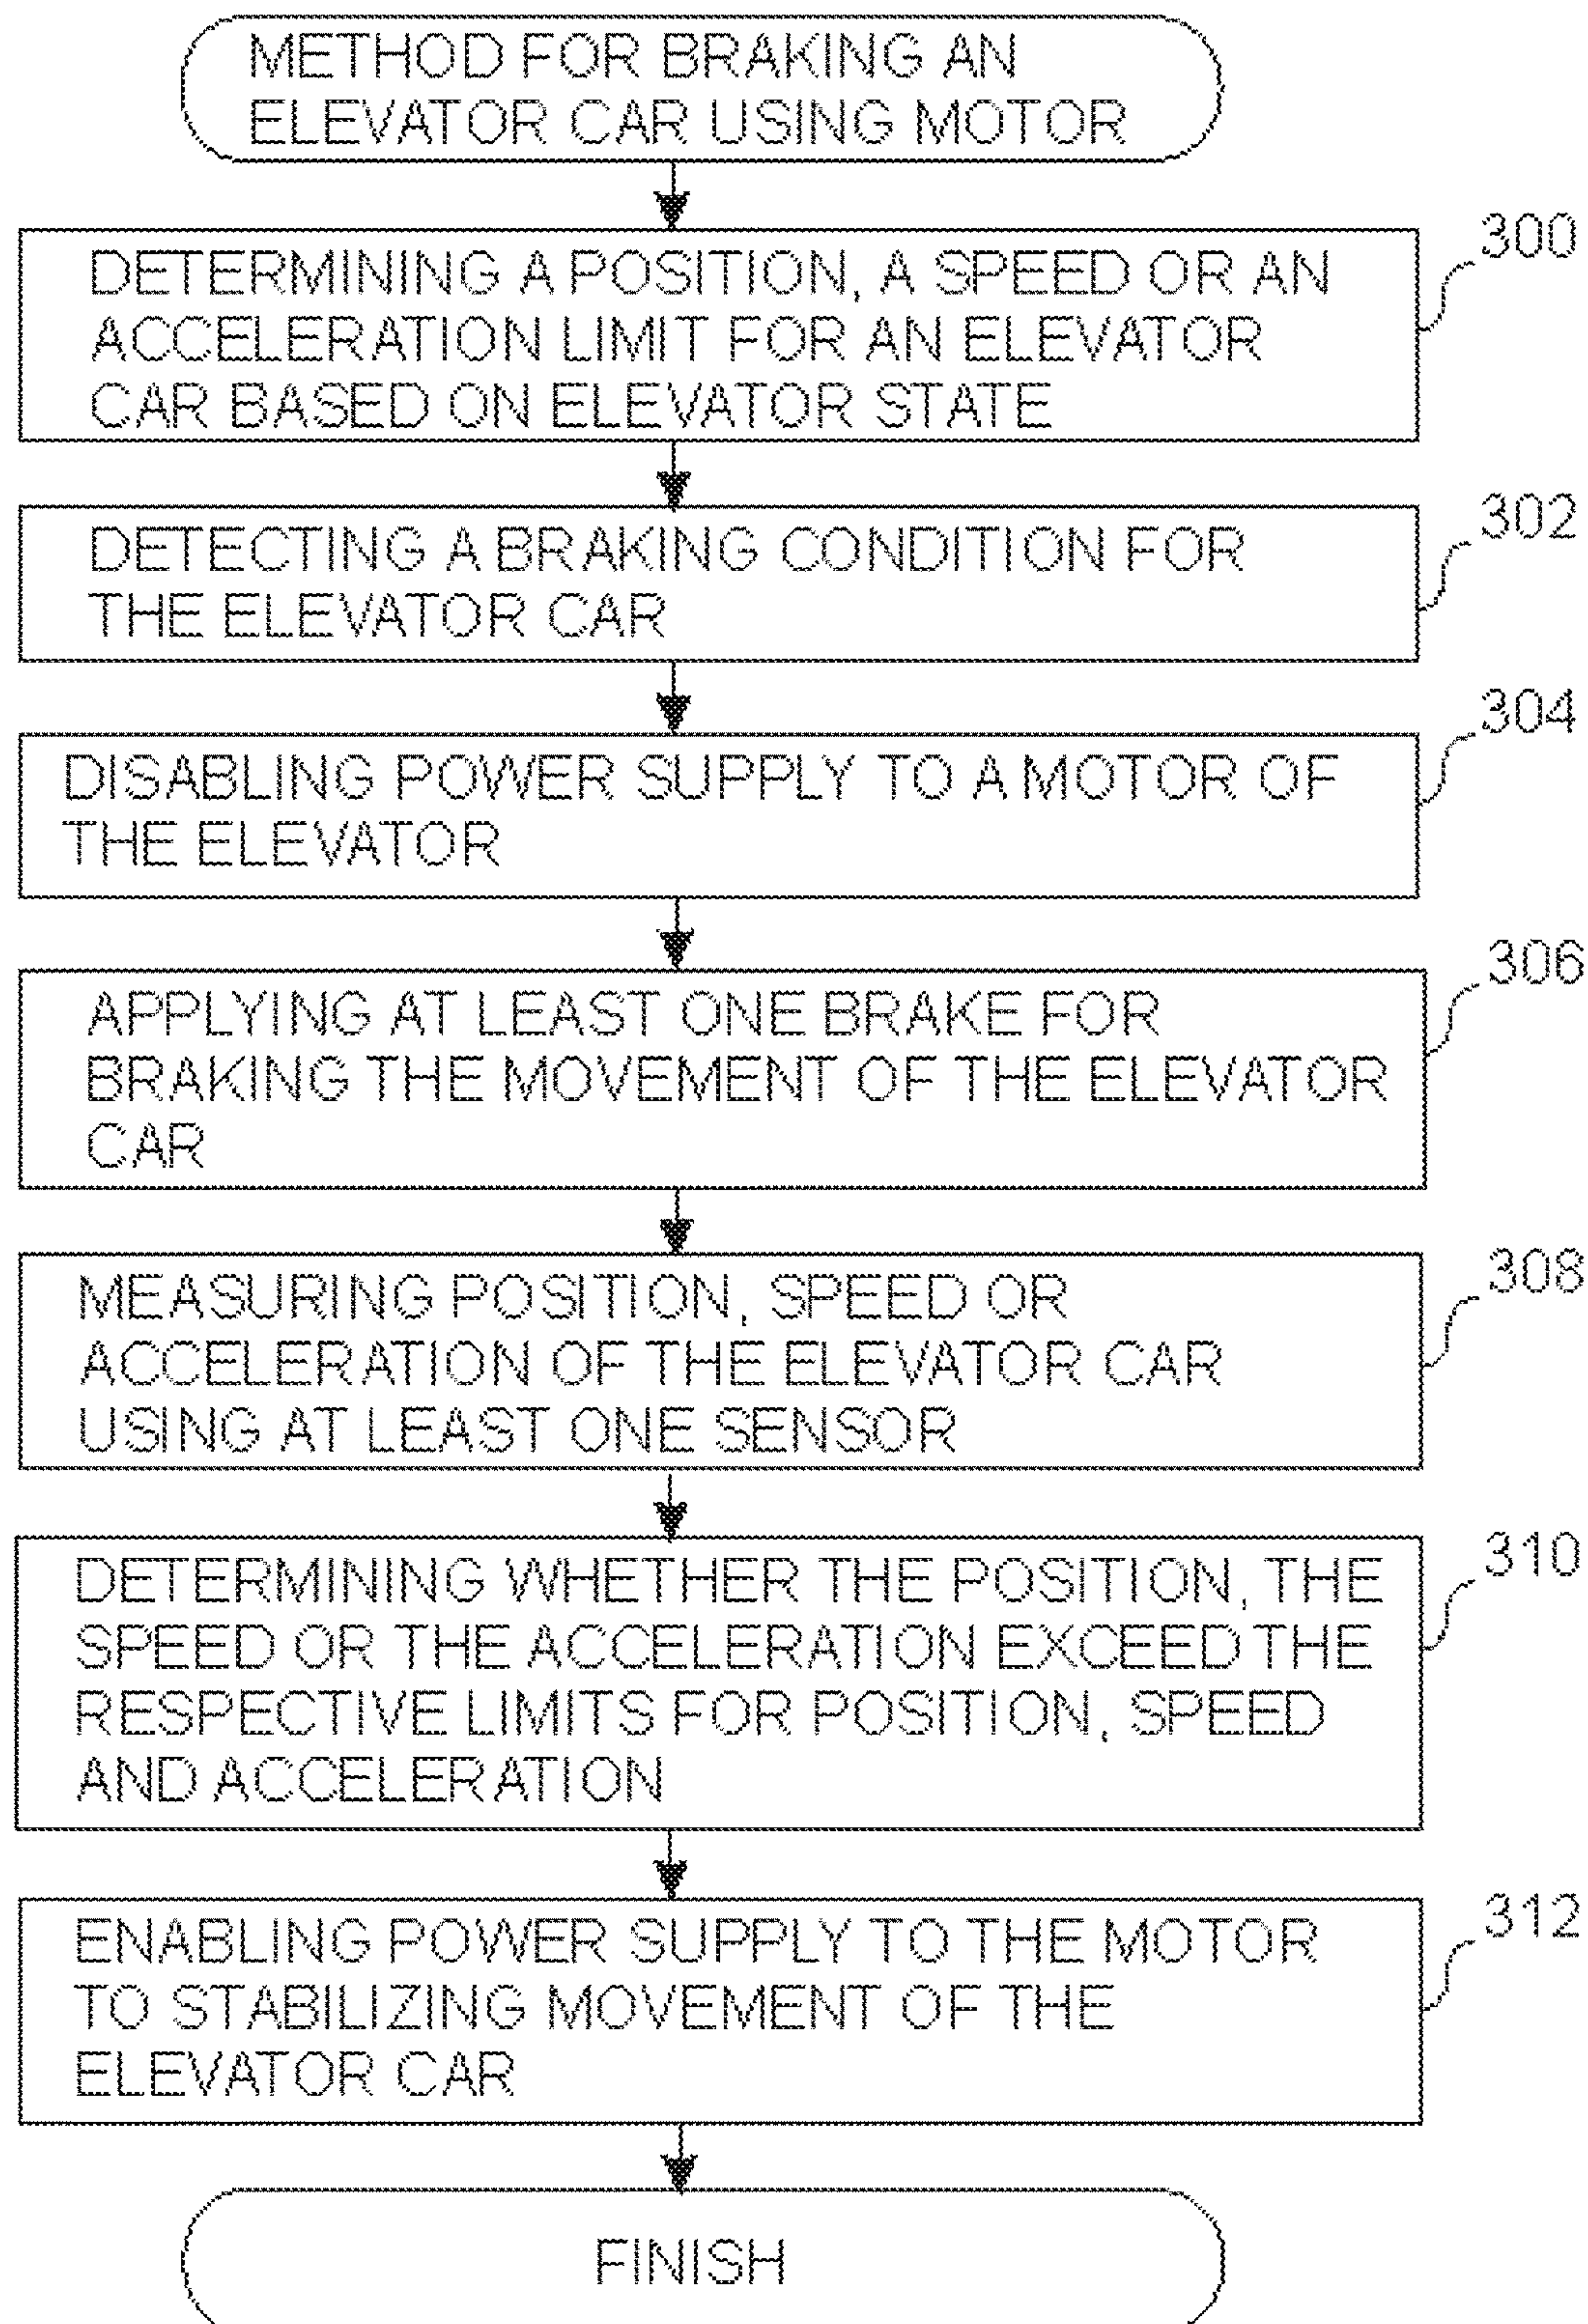 METHOD FOR BRAKING AN
ELEVATOR CAR USING MOTOR
300
DETERMINING A POSITION, A SPEED OR AN
ACCELERATION LIMIT FOR AN ELEVATOR
CAR BASED ON ELEVATOR STATE
302
DETECTING A BRAKING CONDITION FOR
THE ELEVATOR CAR
304
DISABLING POWER SUPPLY TO A MOTOR OF
THE ELEVATOR
306
APPLYING AT LEAST ONE BRAKE FOR
BRAKING THE MOVEMENT OF THE ELEVATOR
CAR
308
MEASURING POSITION, SPEED OR
ACCELERATION OF THE ELEVATOR CAR
USING AT LEAST ONE SENSOR
310
DETERMINING WHETHER THE POSITION, THE
SPEED OR THE ACCELERATION EXCEED THE
RESPECTIVE LIMITS FOR POSITION, SPEED
AND ACCELERATION
312
ENABLING POWER SUPPLY TO THE MOTOR
TO STABILIZING MOVEMENT OF THE
ELEVATOR CAR
FINISH